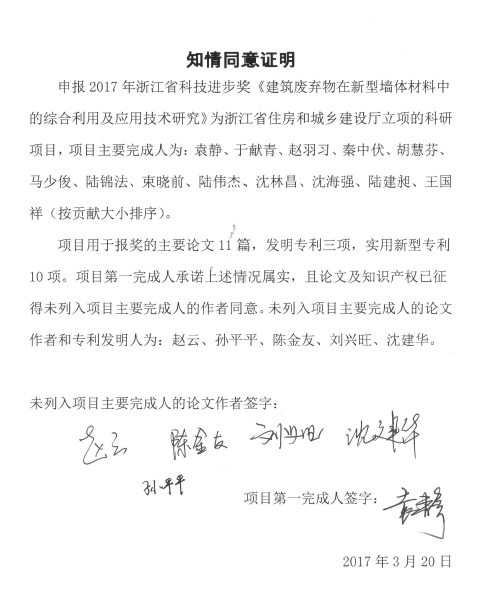 知情同意证明
申报 2017 年浙江省科技进步奖《建筑废弃物在新型墙体材料中
的综合利用及应用技术研究》为浙江省住房和城乡建设厅立项的科研
项目，项目主要完成人为：袁静、于献青、赵羽习、秦中伏、胡慧芬、
马少俊、陆锦法、束晓前、陆伟杰、沈林昌、沈海强、陆建昶、王国
祥（按贡献大小排序）。
项目用于报奖的主要论文 11 篇，发明专利三项，实用新型专利
10 项。项目第一完成人承诺上述情况属实，且论文及知识产权已征
得未列入项目主要完成人的作者同意。未列入项目主要完成人的论文
作者和专利发明人为：赵云、孙平平、陈金友、刘兴旺、沈建华。
未列入项目主要完成人的论文作者签字：
赵云 陈金友 刘兴旺 沈建华
孙平平
项目第一完成人签字：袁静
2017 年 3 月 20 日